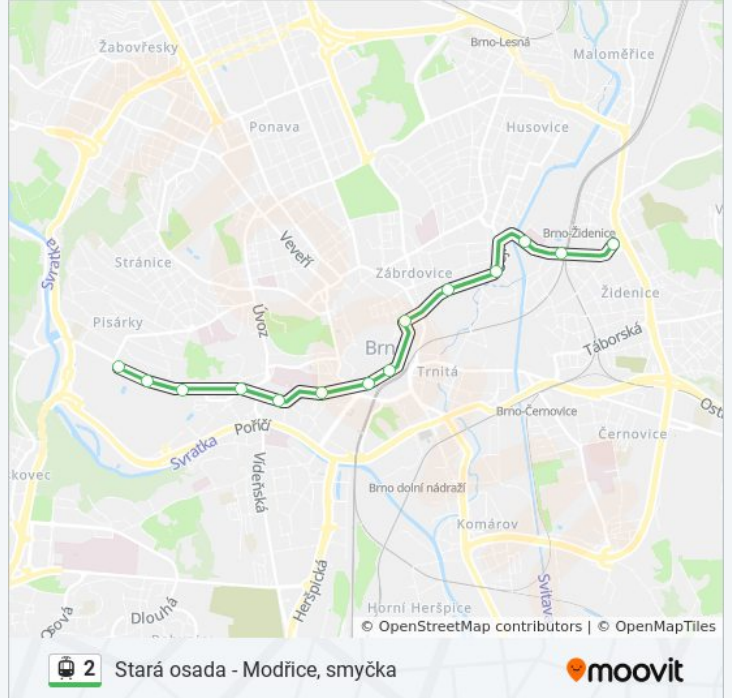 Žabovřesky
Brno-Lesná
Maloměřice
Ponava
Husovice
Veveří
Brno-Židenice
Svratka
Stránice
Zábrdovice
Židenice
Úvoz
Pisárky
Táborská
Brn
Trnitá
Brno-Černovice
Poříčí
Svratka
Černovice
kovec
Vídeňská
Brno dolní nádraží
Komárov
Heršpická
Svitav
Horní Heršpice
Dlouhá
osová
© OpenStreetMap contributors | © OpenMapTiles
2 Stará osada - Modřice, smyčka
moovit